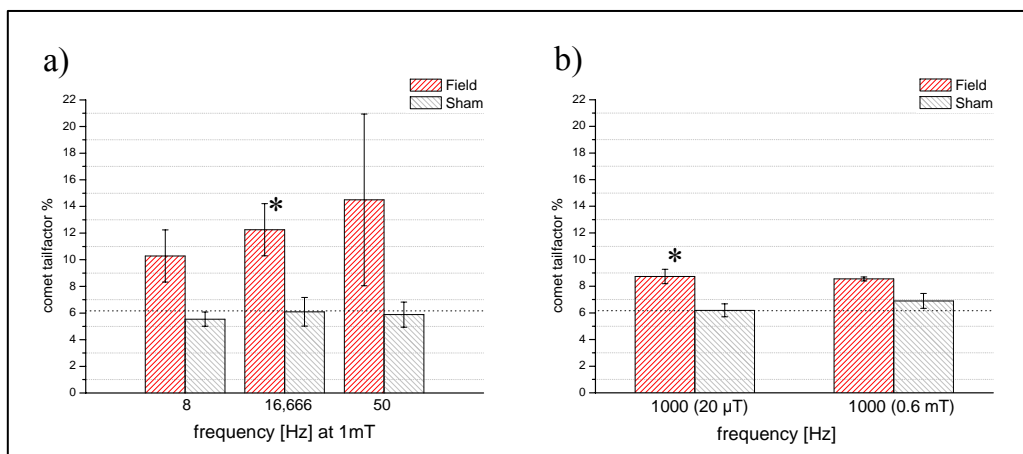 a)
Field
Sham
22
20
18
16
14
12
10
8
6
4
2
0
comet tailfactor %
*
8 16,666 50
frequency [Hz] at 1mT
b)
Field
Sham
22
20
18
16
14
12
10
8
6
4
2
0
comet tailfactor %
*
1000 (20 µT) 1000 (0.6 mT)
frequency [Hz]